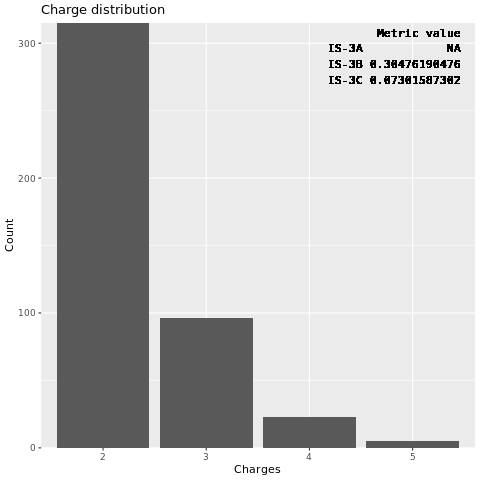 Charge distribution
Metric value
IS-3A NA
IS-3B 0.30476190476
IS-3C 0.07301587302
300
200
100
0
Count
2 3 4 5
Charges